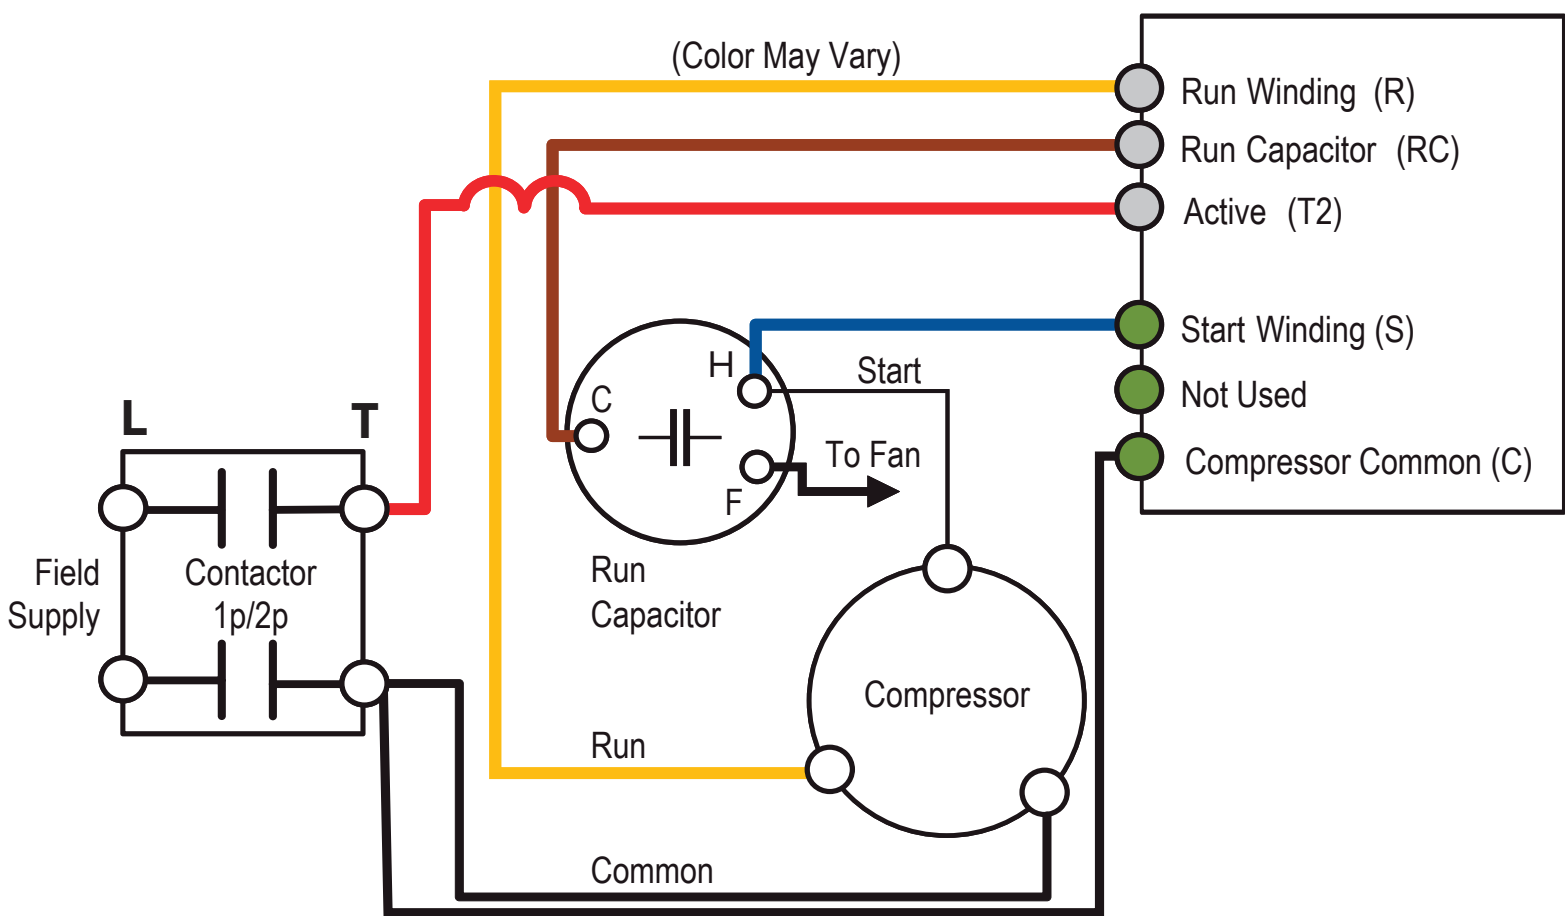 (Color May Vary)
Run Winding (R)
Run Capacitor (RC)
Active (T2)
Start Winding (S)
Not Used
Compressor Common (C)
H
Start
C
To Fan
F
L
T
Field
Supply
Contactor
1p/2p
Run
Capacitor
Compressor
Run
Common